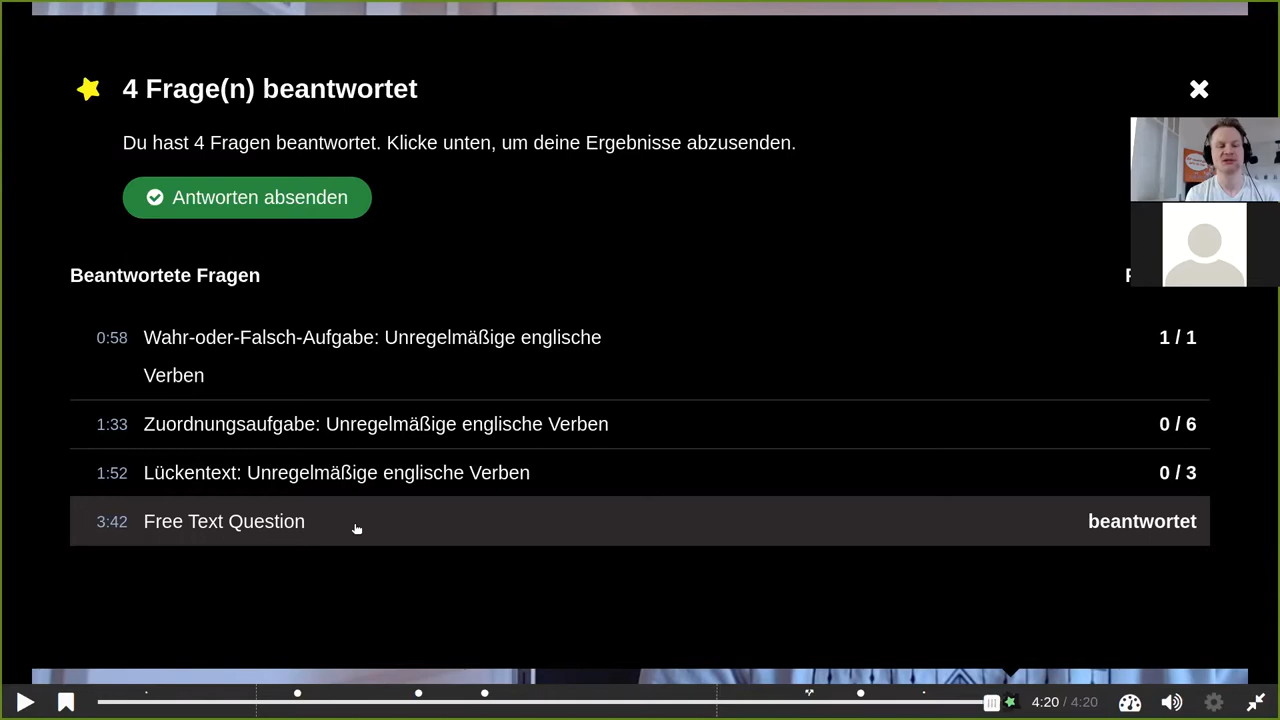 4 Frage(n) beantwortet
Du hast 4 Fragen beantwortet. Klicke unten, um deine Ergebnisse abzusenden.
Antworten absenden
Beantwortete Fragen
0:58 Wahr-oder-Falsch-Aufgabe: Unregelmäßige englische 1 / 1
Verben
1:33 Zuordnungsaufgabe: Unregelmäßige englische Verben 0 / 6
1:52 Lückentext: Unregelmäßige englische Verben 0 / 3
3:42 Free Text Question beantwortet
4:20 / 4:20